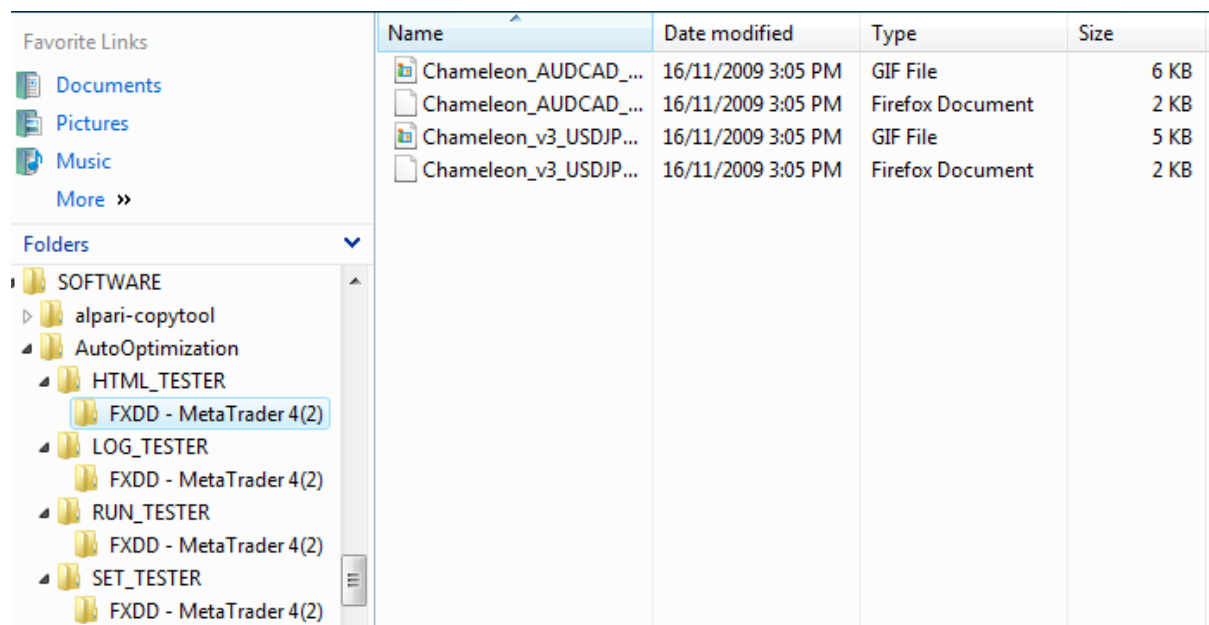 Favorite Links
Documents
Pictures
Music
More »
Folders
SOFTWARE
alpari-copytool
AutoOptimization
HTML_TESTER
FXDD - MetaTrader 4(2)
LOG_TESTER
FXDD - MetaTrader 4(2)
RUN_TESTER
FXDD - MetaTrader 4(2)
SET_TESTER
FXDD - MetaTrader 4(2)
Name Date modified Type Size
Chameleon_AUDCAD_... 16/11/2009 3:05 PM GIF File 6 KB
Chameleon_AUDCAD_... 16/11/2009 3:05 PM Firefox Document 2 KB
Chameleon_v3_USDJP... 16/11/2009 3:05 PM GIF File 5 KB
Chameleon_v3_USDJP... 16/11/2009 3:05 PM Firefox Document 2 KB